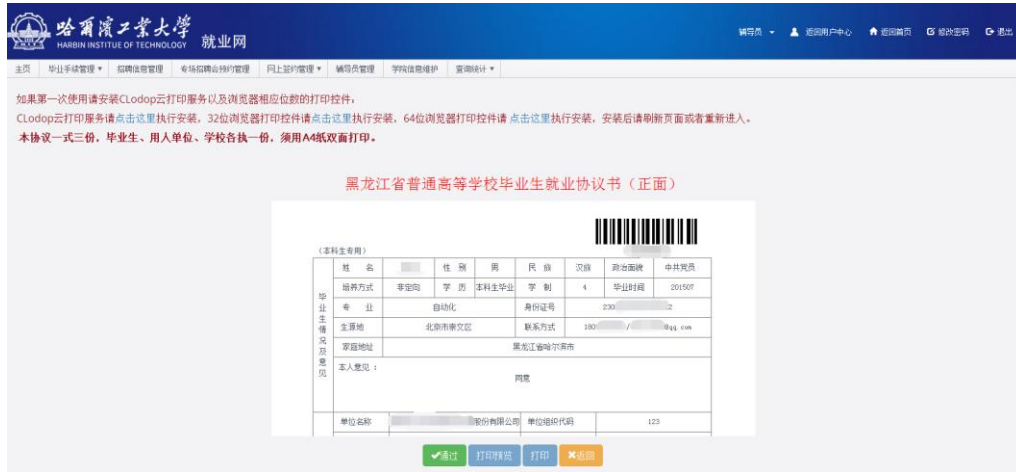 哈爾濱工業大學
HARBIN INSTITUE OF TECHNOLOGY 就业网
辅导员 返回用户中心 返回首页 修改密码 退出
主页 毕业手续管理 招聘信息管理 专场招聘会预约管理 网上签约管理 辅导员管理 学院信息维护 查询统计
如果第一次使用请安装CLodop云打印服务以及浏览器相应位数的打印控件，
CLodop云打印服务请点击这里执行安装，32位浏览器打印控件请点击这里执行安装，64位浏览器打印控件请 点击这里执行安装，安装后请刷新页面或者重新进入。
本协议一式三份，毕业生、用人单位、学校各执一份，须用A4纸双面打印。
黑龙江省普通高等学校毕业生就业协议书（正面）
（本科生专用）
毕业生情况及意见
姓 名 性 别 男 民 族 汉族 政治面貌 中共党员
培养方式 非定向 学 历 本科生毕业 学 制 4 毕业时间 201507
专 业 自动化 身份证号 230 2
生源地 北京市崇文区 联系方式 180 / @qq.com
家庭地址 黑龙江省哈尔滨市
本人意见：
同意
单位名称 股份有限公司 单位组织代码 123
通过 打印预览 打印 返回